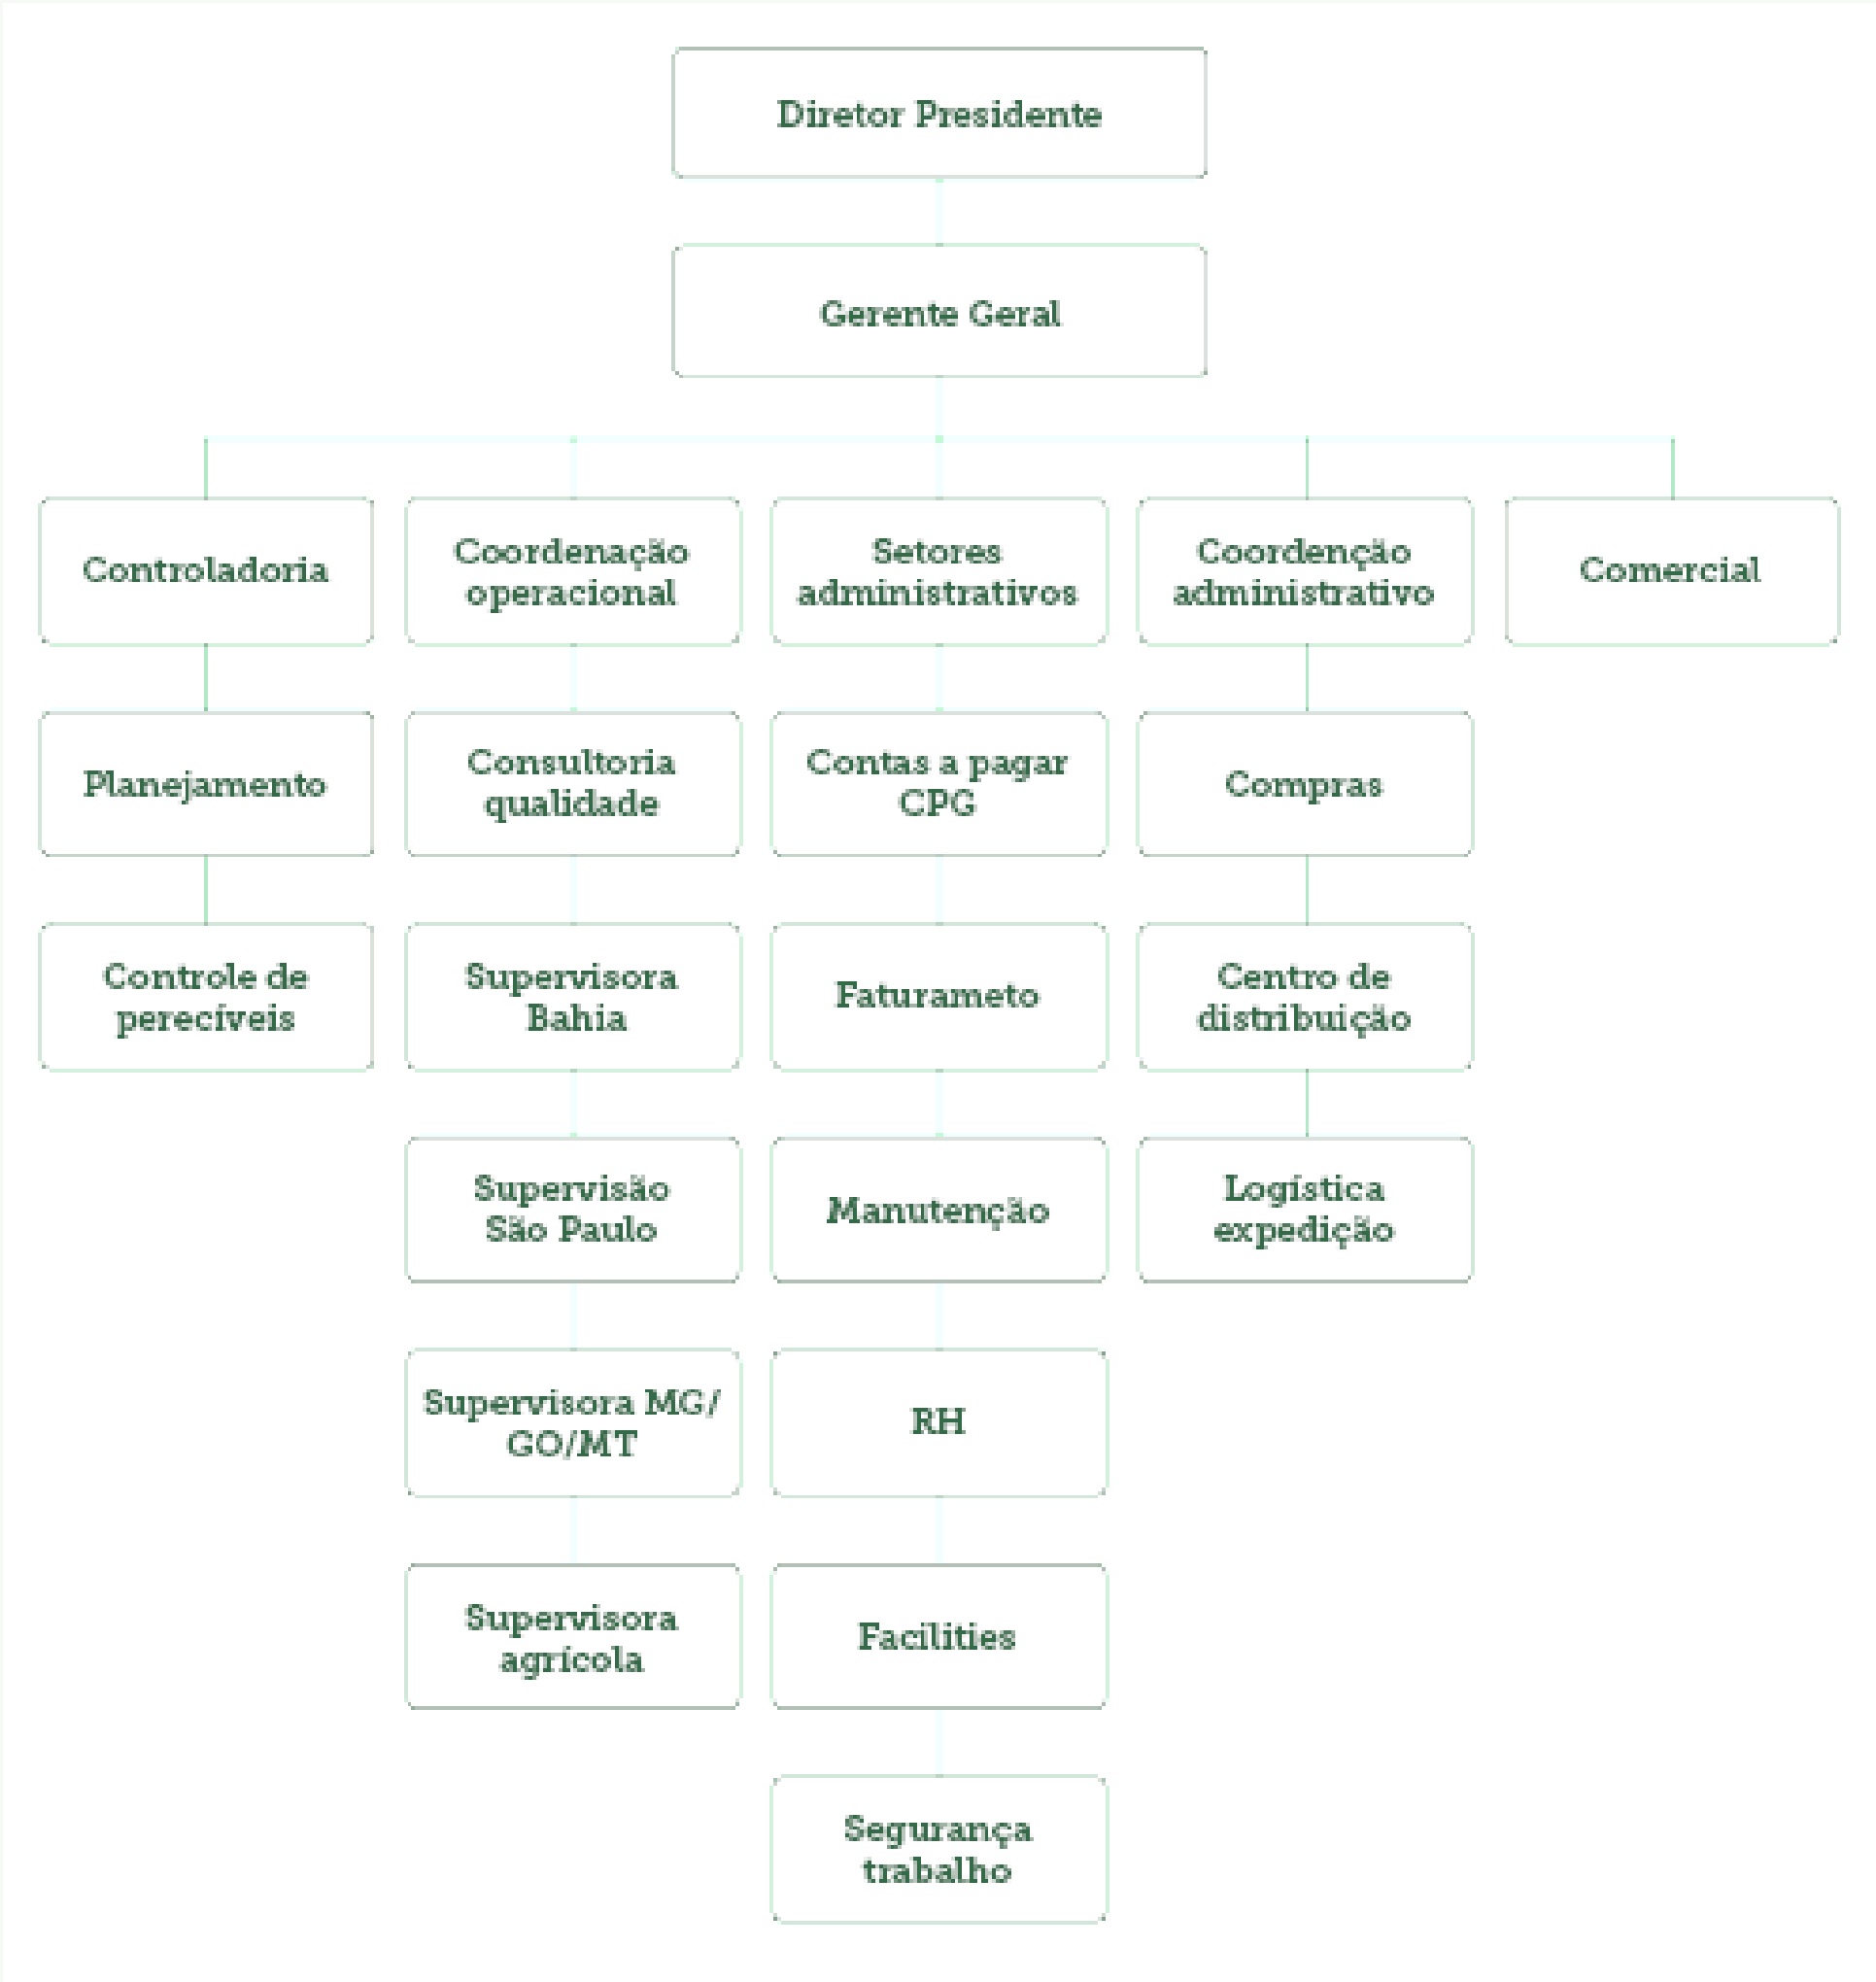 Diretor Presidente
Gerente Geral
Controladoria
Coordenação
operacional
Setores
administrativos
Coordenção
administrativo
Comercial
Planejamento
Consultoria
qualidade
Contas a pagar
CPG
Compras
Controle de
perecíveis
Supervisora
Bahia
Faturameto
Centro de
distribuição
Supervisão
São Paulo
Manutenção
Logística
expedição
Supervisora MG/
GO/MT
RH
Supervisora
agrícola
Facilities
Segurança
trabalho